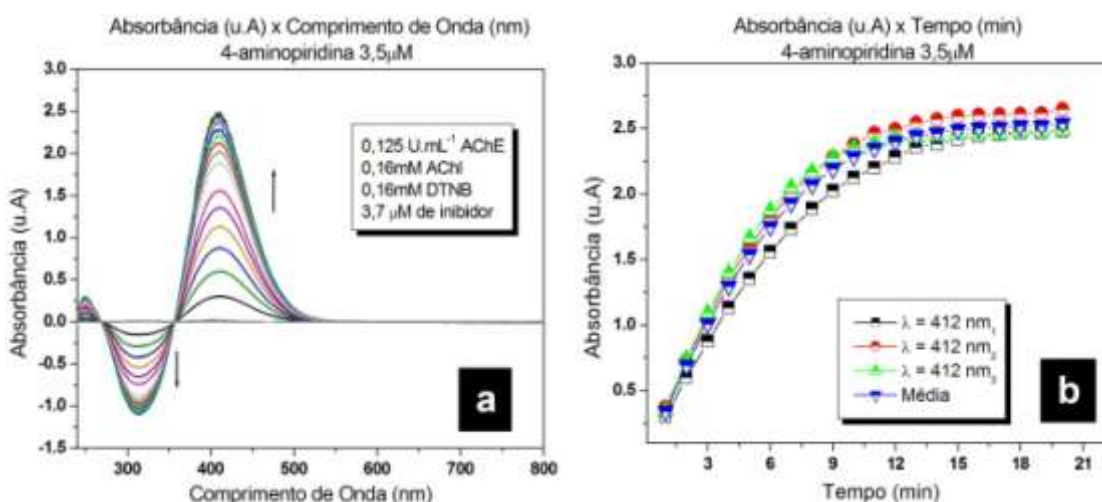 Absorbância (u.A) x Comprimento de Onda (nm)
4-aminopiridina 3,5μM
Absorbância (u.A)
2.5
2.0
1.5
1.0
0.5
0.0
-0.5
-1.0
-1.5
0,125 U.mL⁻¹ AChE
0,16mM AChI
0,16mM DTNB
3,7 μM de inibidor
a
300 400 500 600 700 800
Comprimento de Onda (nm)
Absorbância (u.A) x Tempo (min)
4-aminopiridina 3,5μM
Absorbância (u.A)
2.5
2.0
1.5
1.0
0.5
λ = 412 nm₁
λ = 412 nm₂
λ = 412 nm₃
Média
b
3 6 9 12 15 18 21
Tempo (min)